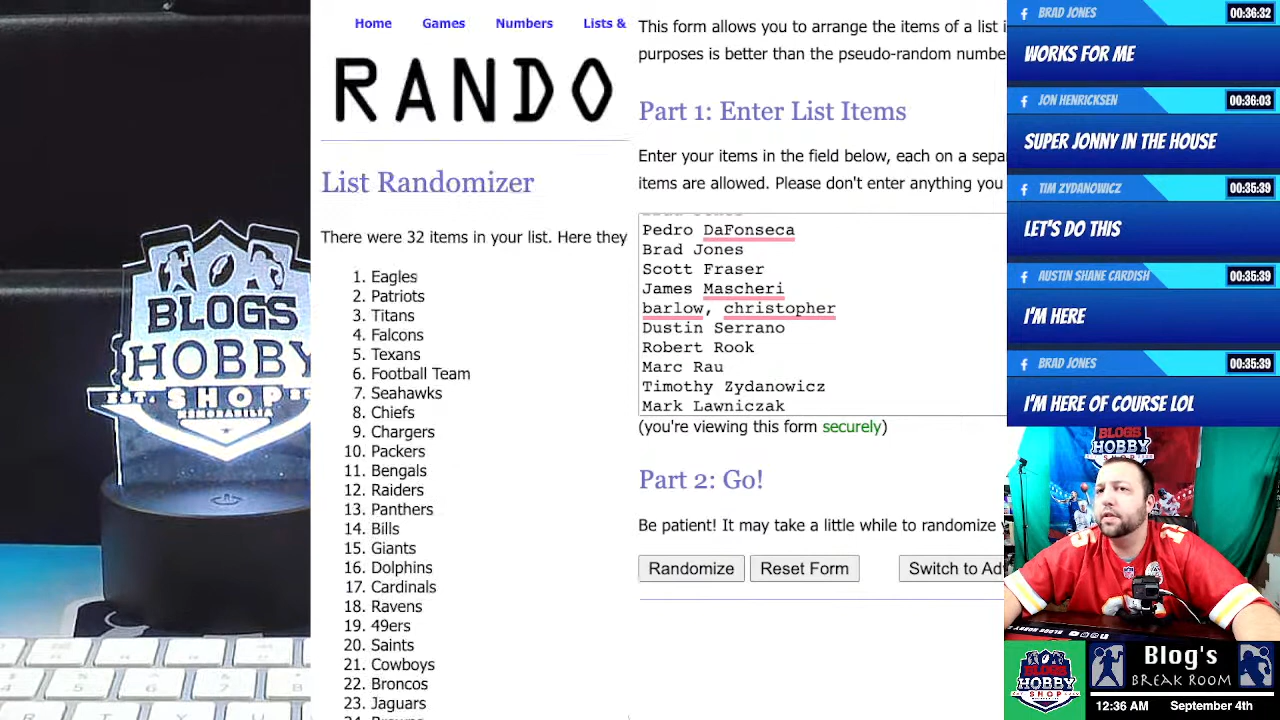 Home Games Numbers Lists &
RANDO
List Randomizer
There were 32 items in your list. Here they
1. Eagles
2. Patriots
3. Titans
4. Falcons
5. Texans
6. Football Team
7. Seahawks
8. Chiefs
9. Chargers
10. Packers
11. Bengals
12. Raiders
13. Panthers
14. Bills
15. Giants
16. Dolphins
17. Cardinals
18. Ravens
19. 49ers
20. Saints
21. Cowboys
22. Broncos
23. Jaguars
This form allows you to arrange the items of a list
purposes is better than the pseudo-random numbe
Part 1: Enter List Items
Enter your items in the field below, each on a sepa
items are allowed. Please don't enter anything you
Pedro DaFonseca
Brad Jones
Scott Fraser
James Mascheri
barlow, christopher
Dustin Serrano
Robert Rook
Marc Rau
Timothy Zydanowicz
Mark Lawniczak
(you're viewing this form securely)
Part 2: Go!
Be patient! It may take a little while to randomize
Randomize Reset Form Switch to Ad
BRAD JONES 00:36:32
WORKS FOR ME
JON HENRICKSEN 00:36:03
SUPER JONNY IN THE HOUSE
TIM ZYDANOWICZ 00:35:39
LET'S DO THIS
AUSTIN SHANE CARDISH 00:35:39
I'M HERE
BRAD JONES 00:35:39
I'M HERE OF COURSE LOL
BLOGS
HOBBY
SHOP
MEMORABILIA
BLOGS
HOBBY
BLOGS
HOBBY
SHOP
Blog's
BREAK ROOM
12:36 AM September 4th